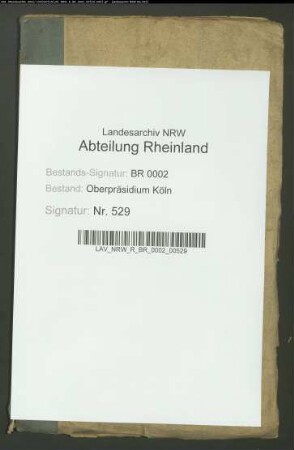 Landesarchiv NRW
Abteilung Rheinland
Bestands-Signatur: BR 0002
Bestand: Oberpräsidium Köln
Signatur: Nr. 529
LAV_NRW_R_BR_0002_00529